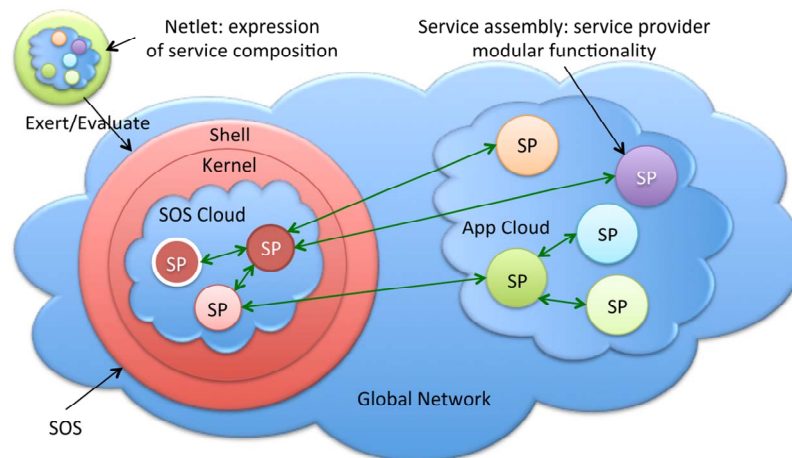 Netlet: expression
of service composition
Service assembly: service provider
modular functionality
Exert/Evaluate
Shell
Kernel
SOS Cloud
SP
SP
SP
App Cloud
SP
SP
SP
SP
SP
Global Network
SOS